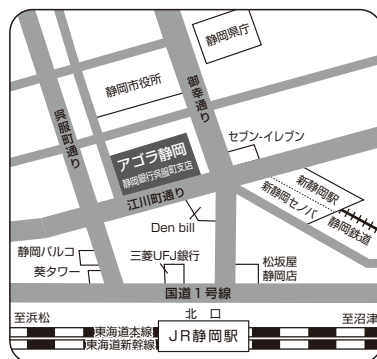 静岡県庁
静岡市役所
御幸通り
呉服町通り
セブン-イレブン
アゴラ静岡
静岡銀行呉服町支店
江川町通り
新静岡駅
新静岡セノバ
静岡鉄道
Den bill
静岡パルコ
葵タワー
三菱UFJ銀行
松坂屋
静岡店
国道1号線
北口
至浜松
至沼津
東海道本線
東海道新幹線
JR静岡駅